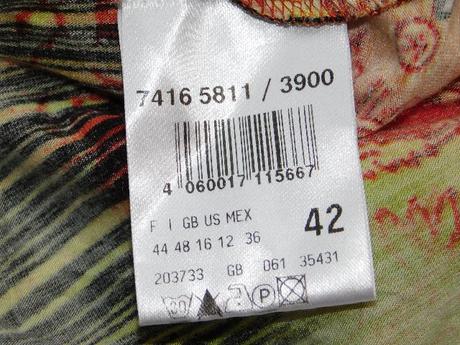 7416 5811 / 3900
4 060017 115667
F I GB US MEX
44 48 16 12 36
42
203733 GB 061 35431
30 P